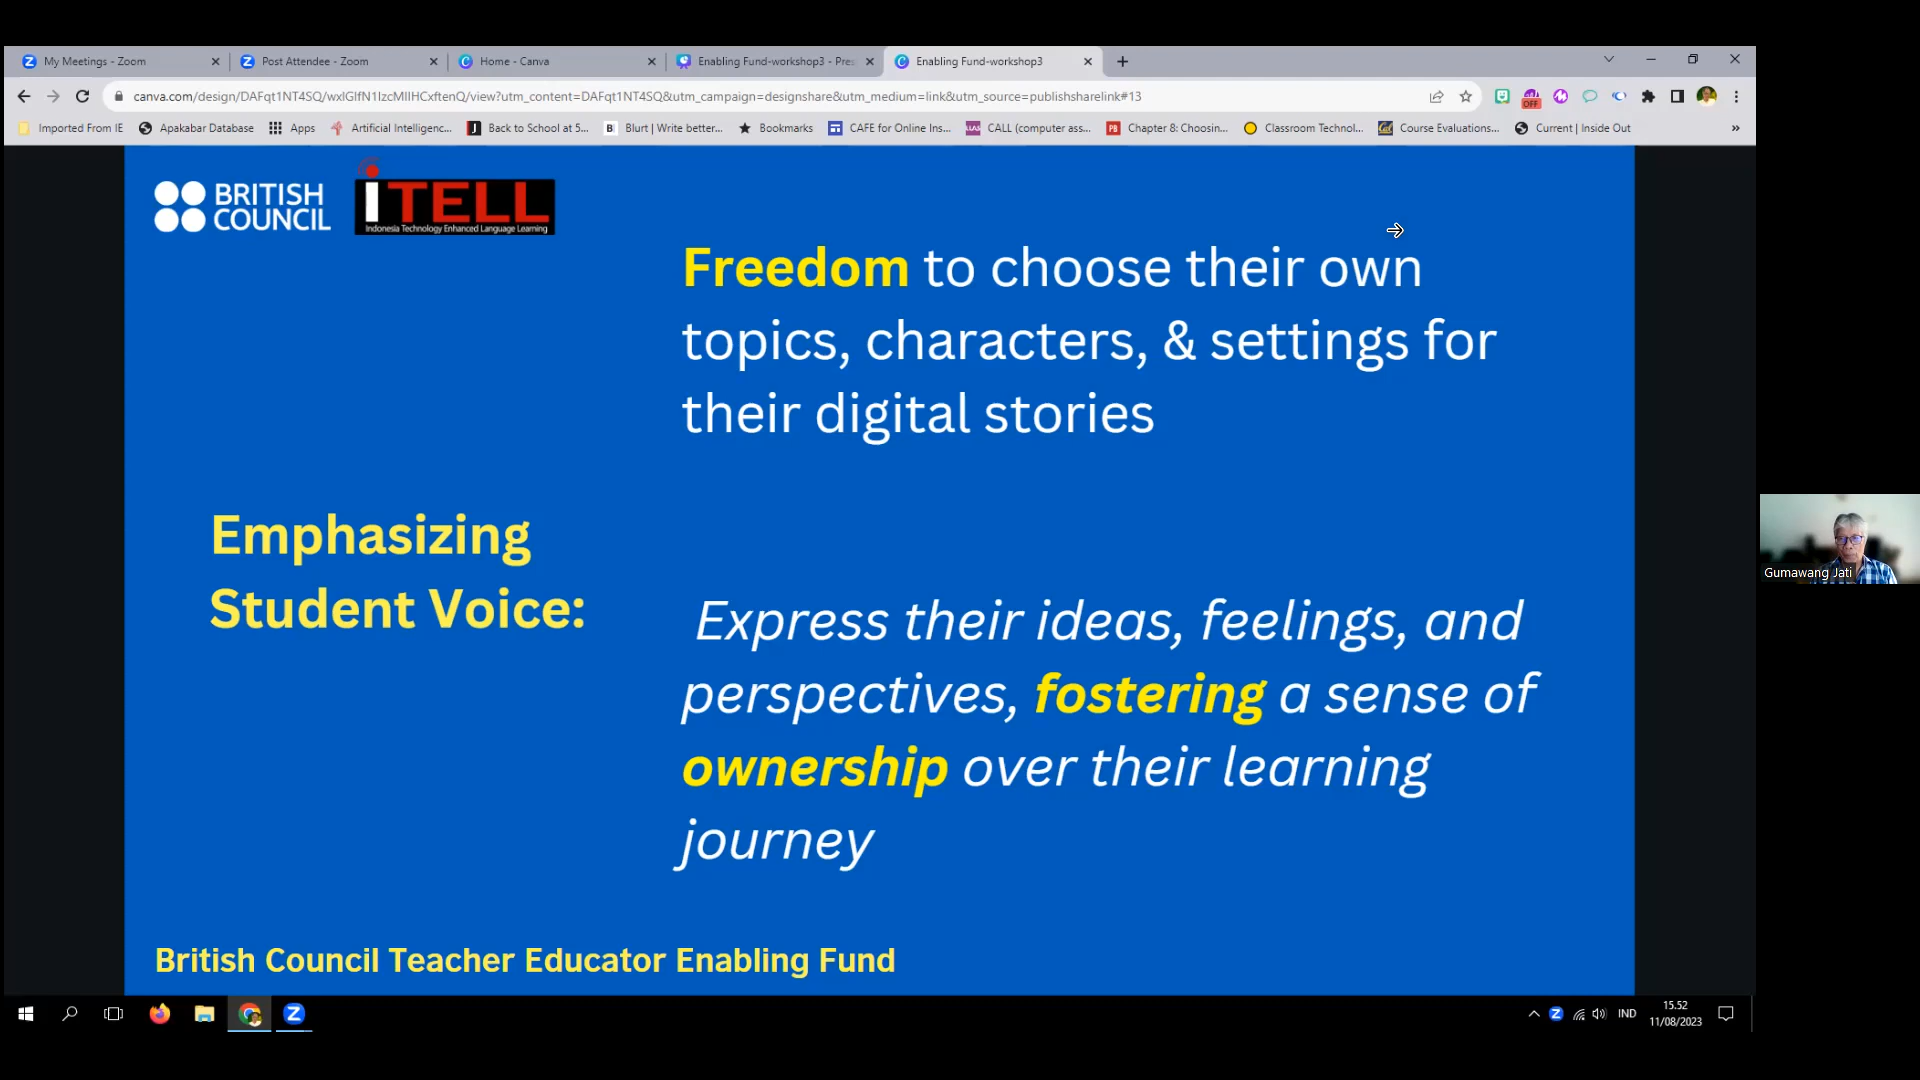 My Meetings - Zoom
Post Attendee - Zoom
Home - Canva
Enabling Fund-workshop3 - Pres
Enabling Fund-workshop3
canva.com/design/DAFqt1NT4SQ/wxlGlfN1IzcMIIHCxftenQ/view?utm_content=DAFqt1NT4SQ&utm_campaign=designshare&utm_medium=link&utm_source=publishsharelink#13
OFF
Imported From IE
Apakabar Database
Apps
Artificial Intelligenc...
Back to School at 5...
Blurt | Write better...
Bookmarks
CAFE for Online Ins...
CALL (computer ass...
Chapter 8: Choosin...
Classroom Technol...
Course Evaluations...
Current | Inside Out
BRITISH
COUNCIL
iTELL
Indonesia Technology Enhanced Language Learning
Freedom to choose their own
topics, characters, & settings for
their digital stories
Emphasizing
Student Voice:
Express their ideas, feelings, and
perspectives, fostering a sense of
ownership over their learning
journey
British Council Teacher Educator Enabling Fund
Gumawang Jati
IND
15.52
11/08/2023